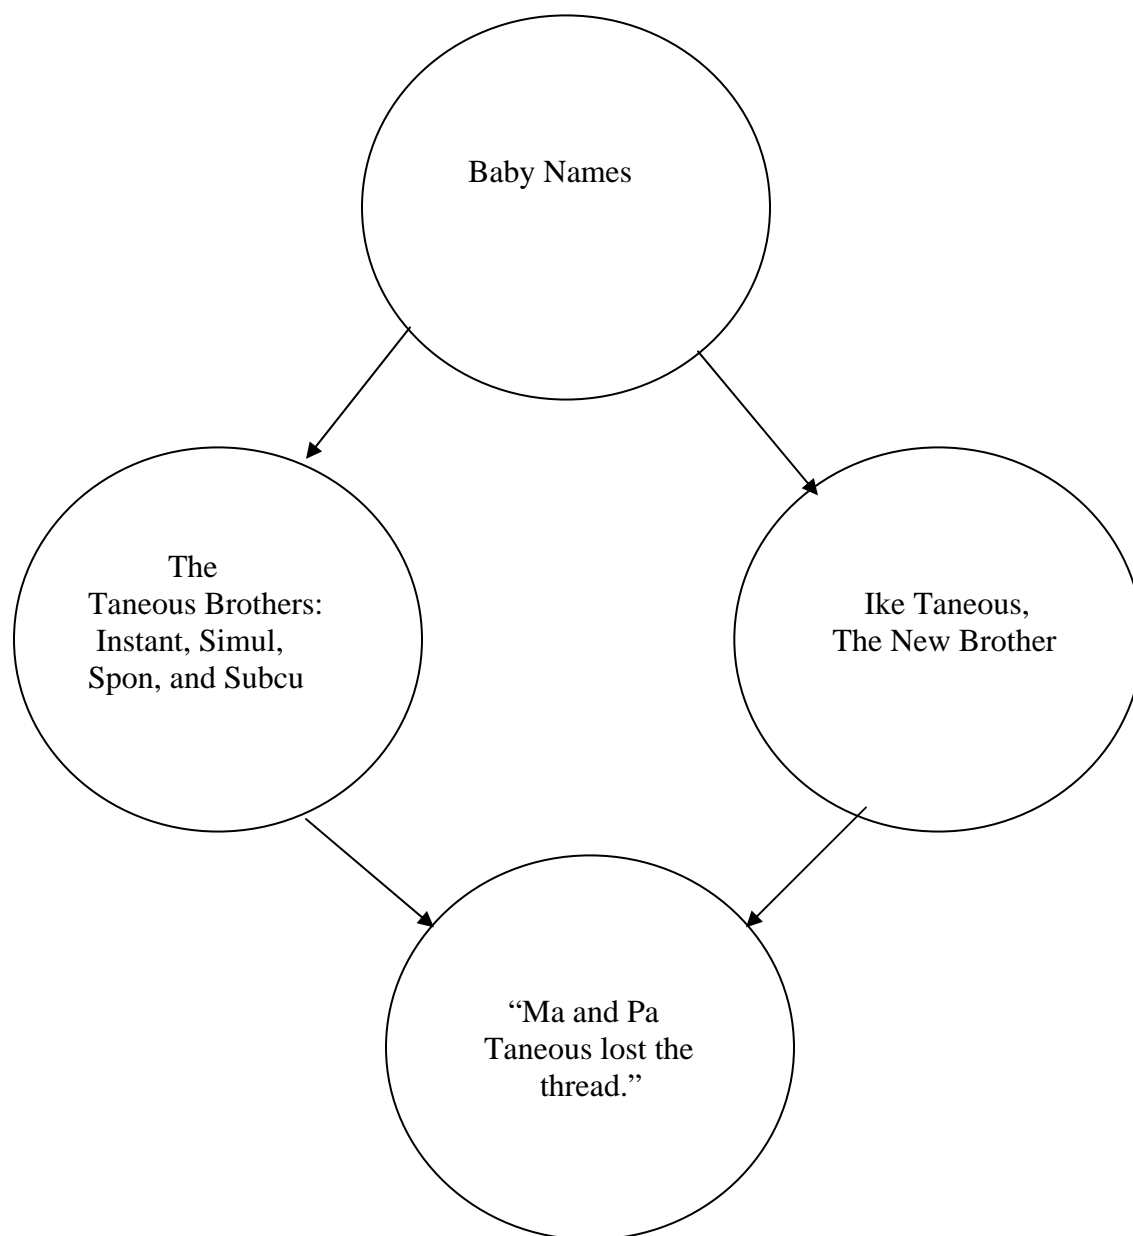 Baby Names
The
Taneous Brothers:
Instant, Simul,
Spon, and Subcu
Ike Taneous,
The New Brother
“Ma and Pa
Taneous lost the
thread.”